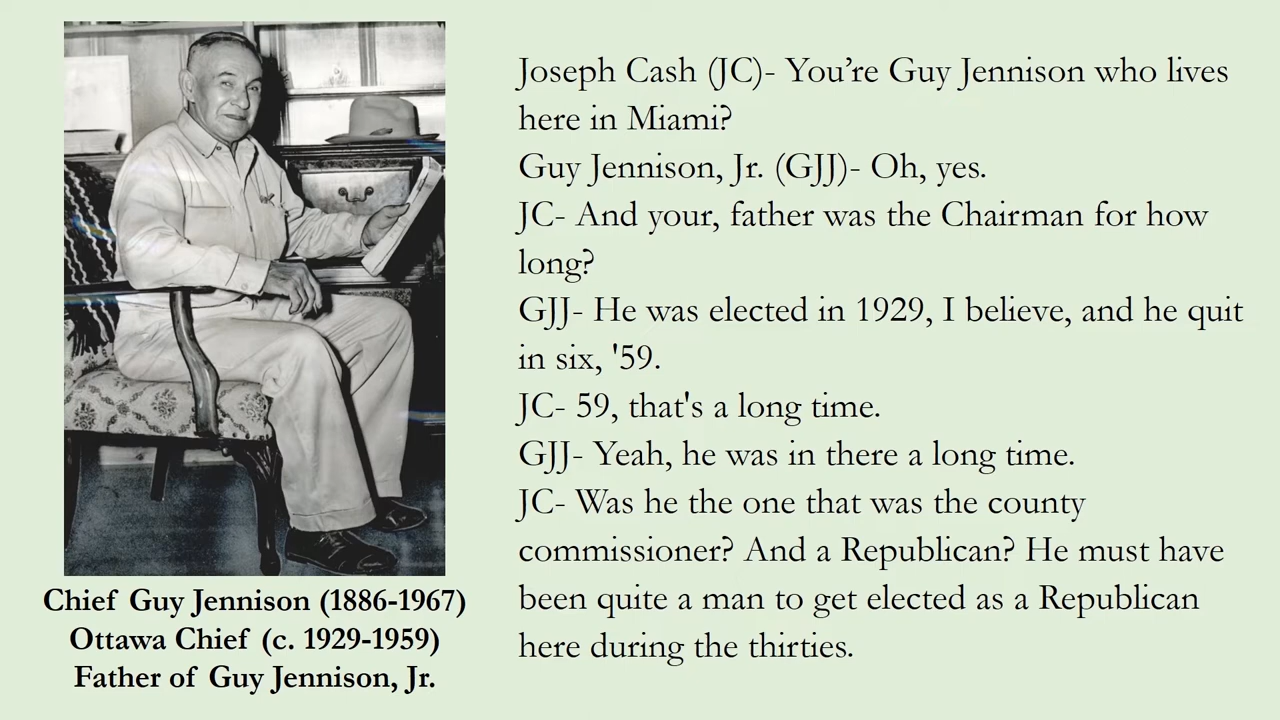 Joseph Cash (JC)- You’re Guy Jennison who lives
here in Miami?
Guy Jennison, Jr. (GJJ)- Oh, yes.
JC- And your, father was the Chairman for how
long?
GJJ- He was elected in 1929, I believe, and he quit
in six, '59.
JC- 59, that's a long time.
GJJ- Yeah, he was in there a long time.
JC- Was he the one that was the county
commissioner? And a Republican? He must have
been quite a man to get elected as a Republican
here during the thirties.
Chief Guy Jennison (1886-1967)
Ottawa Chief (c. 1929-1959)
Father of Guy Jennison, Jr.